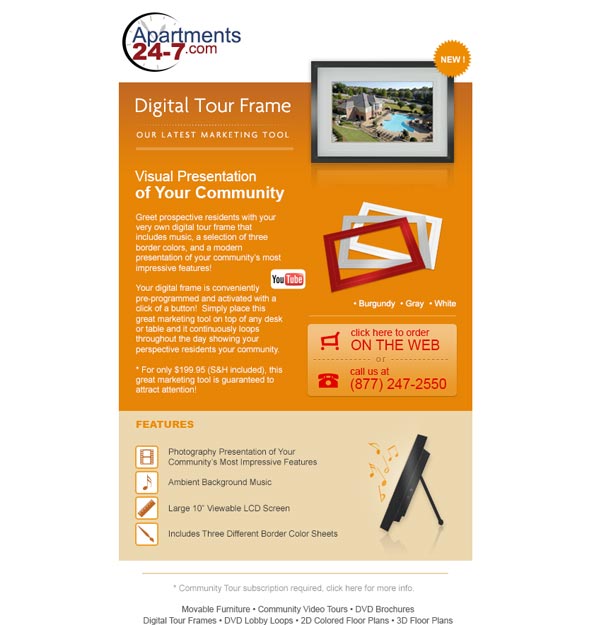 Apartments
24-7.com
NEW !
Digital Tour Frame
OUR LATEST MARKETING TOOL
Visual Presentation
of Your Community
Greet prospective residents with your
very own digital tour frame that
includes music, a selection of three
border colors, and a modern
presentation of your community's most
impressive features!
YouTube
Your digital frame is conveniently
pre-programmed and activated with a
click of a button! Simply place this
great marketing tool on top of any desk
or table and it continuously loops
throughout the day showing your
perspective residents your community.
* For only $199.95 (S&H included), this
great marketing tool is guaranteed to
attract attention!
• Burgundy • Gray • White
click here to order
ON THE WEB
or
call us at
(877) 247-2550
FEATURES
Photography Presentation of Your
Community's Most Impressive Features
Ambient Background Music
Large 10" Viewable LCD Screen
Includes Three Different Border Color Sheets
* Community Tour subscription required, click here for more info.
Movable Furniture • Community Video Tours • DVD Brochures
Digital Tour Frames • DVD Lobby Loops • 2D Colored Floor Plans • 3D Floor Plans